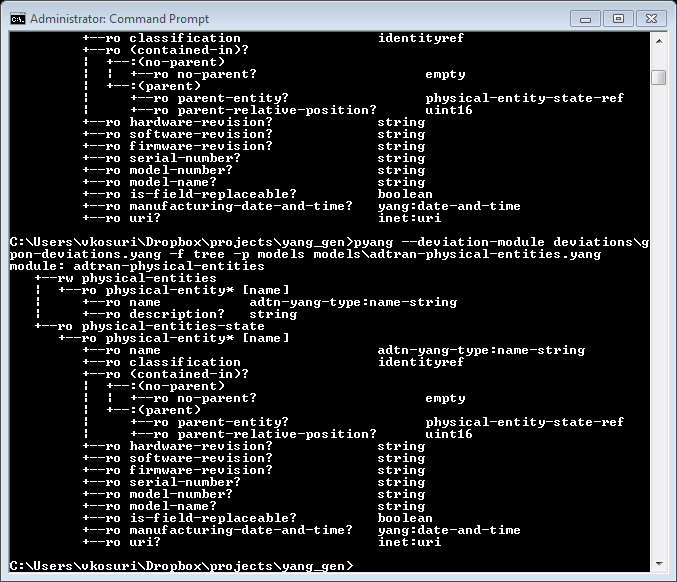 Administrator: Command Prompt
+--ro classification identityref
+--ro (contained-in)?
¦ +--:(no-parent)
¦ ¦ +--ro no-parent? empty
¦ +--:(parent)
¦ +--ro parent-entity? physical-entity-state-ref
¦ +--ro parent-relative-position? uint16
+--ro hardware-revision? string
+--ro software-revision? string
+--ro firmware-revision? string
+--ro serial-number? string
+--ro model-number? string
+--ro model-name? string
+--ro is-field-replaceable? boolean
+--ro manufacturing-date-and-time? yang:date-and-time
+--ro uri? inet:uri
C:\Users\vkosuri\Dropbox\projects\yang_gen>pyang --deviation-module deviations\g
pon-deviations.yang -f tree -p models models\adtran-physical-entities.yang
module: adtran-physical-entities
+--rw physical-entities
¦ +--ro physical-entity* [name]
¦ +--ro name adtn-yang-type:name-string
¦ +--ro description? string
+--ro physical-entities-state
+--ro physical-entity* [name]
+--ro name adtn-yang-type:name-string
+--ro classification identityref
+--ro (contained-in)?
¦ +--:(no-parent)
¦ ¦ +--ro no-parent? empty
¦ +--:(parent)
¦ +--ro parent-entity? physical-entity-state-ref
¦ +--ro parent-relative-position? uint16
+--ro hardware-revision? string
+--ro software-revision? string
+--ro firmware-revision? string
+--ro serial-number? string
+--ro model-number? string
+--ro model-name? string
+--ro is-field-replaceable? boolean
+--ro manufacturing-date-and-time? yang:date-and-time
+--ro uri? inet:uri
C:\Users\vkosuri\Dropbox\projects\yang_gen>